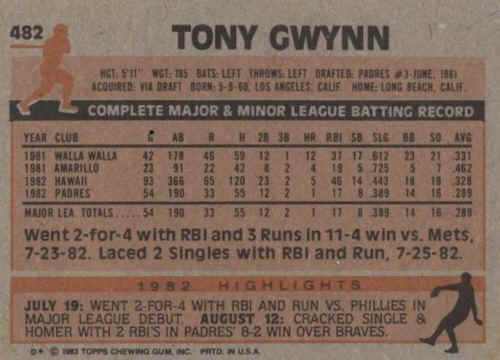 482 TONY GWYNN
HGT: 5'11" WGT: 185 BATS: LEFT THROWS: LEFT DRAFTED: PADRES #3-JUNE, 1981
ACQUIRED: VIA DRAFT BORN: 5-9-60, LOS ANGELES, CALIF. HOME: LONG BEACH, CALIF.
COMPLETE MAJOR & MINOR LEAGUE BATTING RECORD
YEAR CLUB G AB R H 2B 3B HR RBI SB SLG BB SO AVG
1981 WALLA WALLA 42 178 46 59 12 1 12 37 17 .612 23 21 .331
1981 AMARILLO 23 91 22 42 8 2 4 19 5 .725 5 7 .462
1982 HAWAII 93 366 65 120 23 2 5 46 14 .443 18 18 .328
1982 PADRES 54 190 33 55 12 1 1 17 8 .389 14 16 .289
MAJOR LEA TOTALS..... 54 190 33 55 12 1 1 17 8 .389 14 16 .289
Went 2-for-4 with RBI and 3 Runs in 11-4 win vs. Mets,
7-23-82. Laced 2 Singles with RBI and Run, 7-25-82.
1982 HIGHLIGHTS
JULY 19: WENT 2-FOR-4 WITH RBI AND RUN VS. PHILLIES IN
MAJOR LEAGUE DEBUT. AUGUST 12: CRACKED SINGLE &
HOMER WITH 2 RBI'S IN PADRES' 8-2 WIN OVER BRAVES.
D* © 1983 TOPPS CHEWING GUM, INC. PRTD. IN U.S.A.